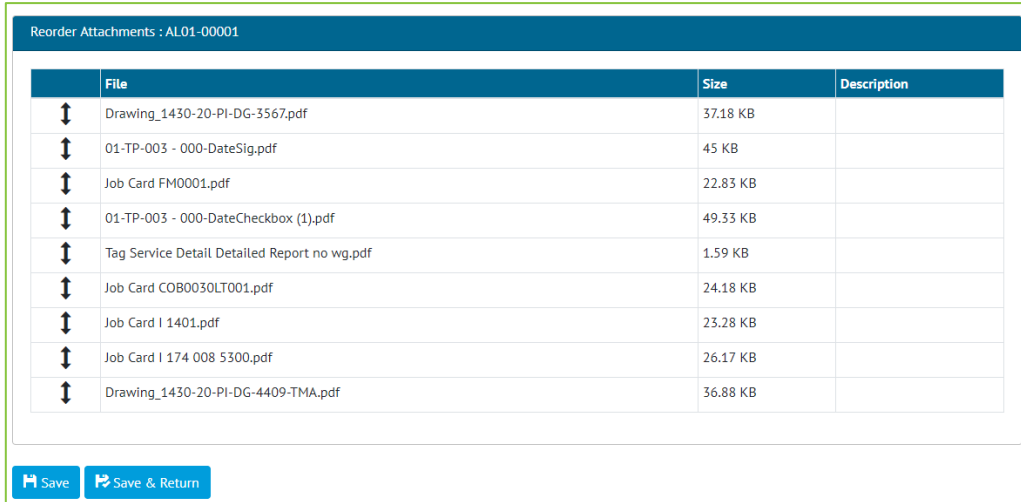 Reorder Attachments : AL01-00001
File Size Description
Drawing_1430-20-PI-DG-3567.pdf 37.18 KB
01-TP-003 - 000-DateSig.pdf 45 KB
Job Card FM0001.pdf 22.83 KB
01-TP-003 - 000-DateCheckbox (1).pdf 49.33 KB
Tag Service Detail Detailed Report no wg.pdf 1.59 KB
Job Card COB0030LT001.pdf 24.18 KB
Job Card I 1401.pdf 23.28 KB
Job Card I 174 008 5300.pdf 26.17 KB
Drawing_1430-20-PI-DG-4409-TMA.pdf 36.88 KB
Save Save & Return